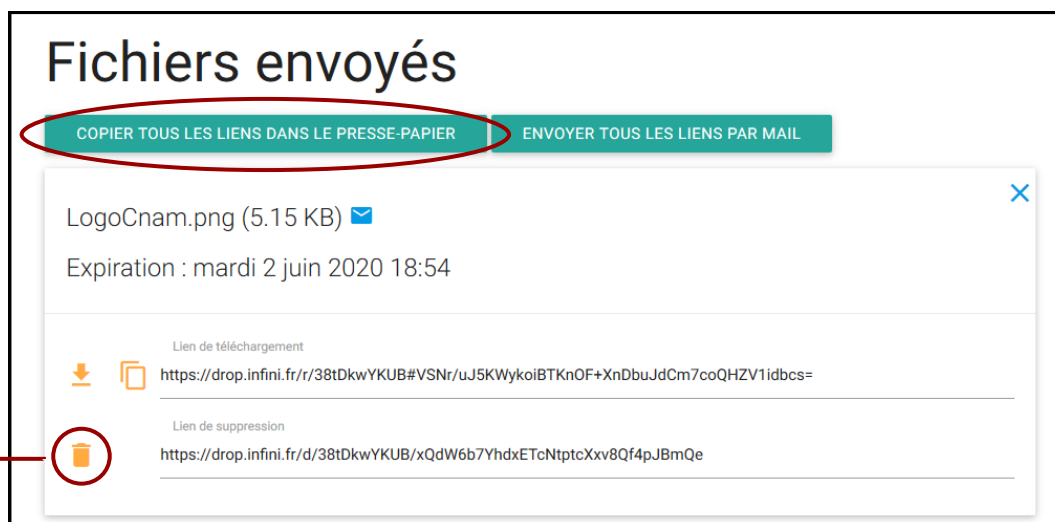 Fichiers envoyés
COPIER TOUS LES LIENS DANS LE PRESSE-PAPIER ENVOYER TOUS LES LIENS PAR MAIL
LogoCnam.png (5.15 KB)
Expiration : mardi 2 juin 2020 18:54
Lien de téléchargement
https://drop.infini.fr/r/38tDkwYKUB#VSNr/uJ5KWykoiBTKnOF+XnDbuJdCm7coQHZV1idbcs=
Lien de suppression
https://drop.infini.fr/d/38tDkwYKUB/xQdW6b7YhdxETcNtptcXxv8Qf4pJBmQe